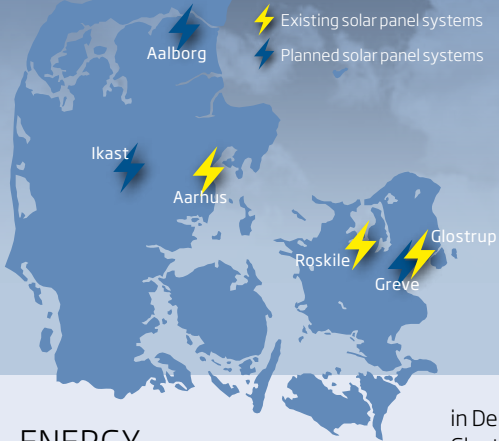 Existing solar panel systems
Planned solar panel systems
Aalborg
Ikast
Aarhus
Glostrup
Roskile
Greve
in De
ENERGY